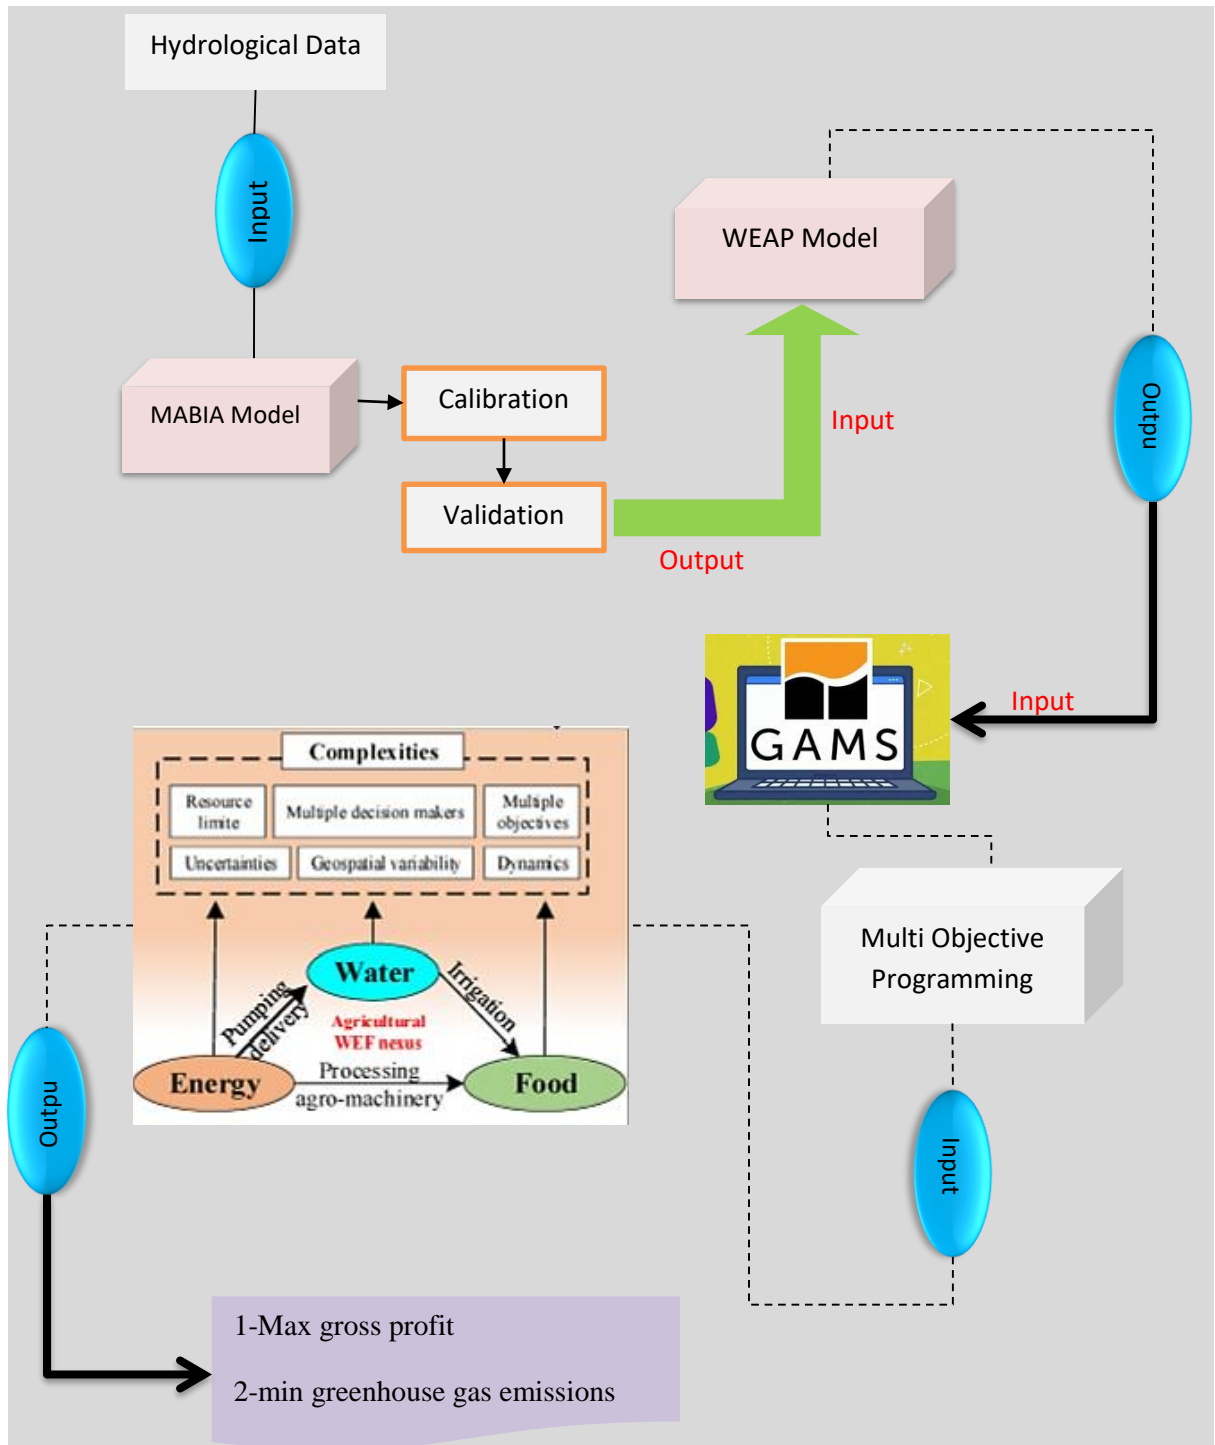 Hydrological Data
Input
MABIA Model
Calibration
Validation
Output
Input
WEAP Model
Outpu
Input
GAMS
Multi Objective
Programming
Input
Complexities
Resource
limite
Multiple decision makers
Multiple
objectives
Uncertainties
Geospatial variability
Dynamics
Water
Pumping
delivery
Irrigation
Agricultural
WEF nexus
Energy
Processing
agro-machinery
Food
Outpu
1-Max gross profit
2-min greenhouse gas emissions